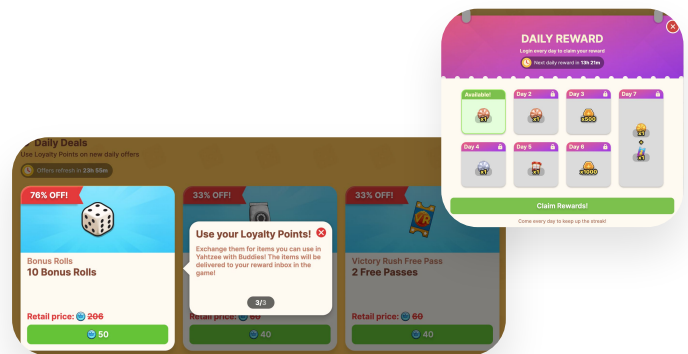 DAILY REWARD
Login every day to claim your reward
Next daily reward in 13h 21m
Available!
Day 2
Day 3
Day 7
x1
x1
x500
x1
+
x1
Day 4
Day 5
Day 6
x1
x1
x1000
Claim Rewards!
Come every day to keep up the streak!
Daily Deals
Use Loyalty Points on new daily offers
Offers refresh in 23h 55m
76% OFF!
33% OFF!
33% OFF!
Bonus Rolls
10 Bonus Rolls
Retail price: 206
50
Use your Loyalty Points!
Exchange them for items you can use in
Yahtzee with Buddies! The items will be
delivered to your reward inbox in the
game!
3/3
Retail price: 60
40
VR
Victory Rush Free Pass
2 Free Passes
Retail price: 60
40